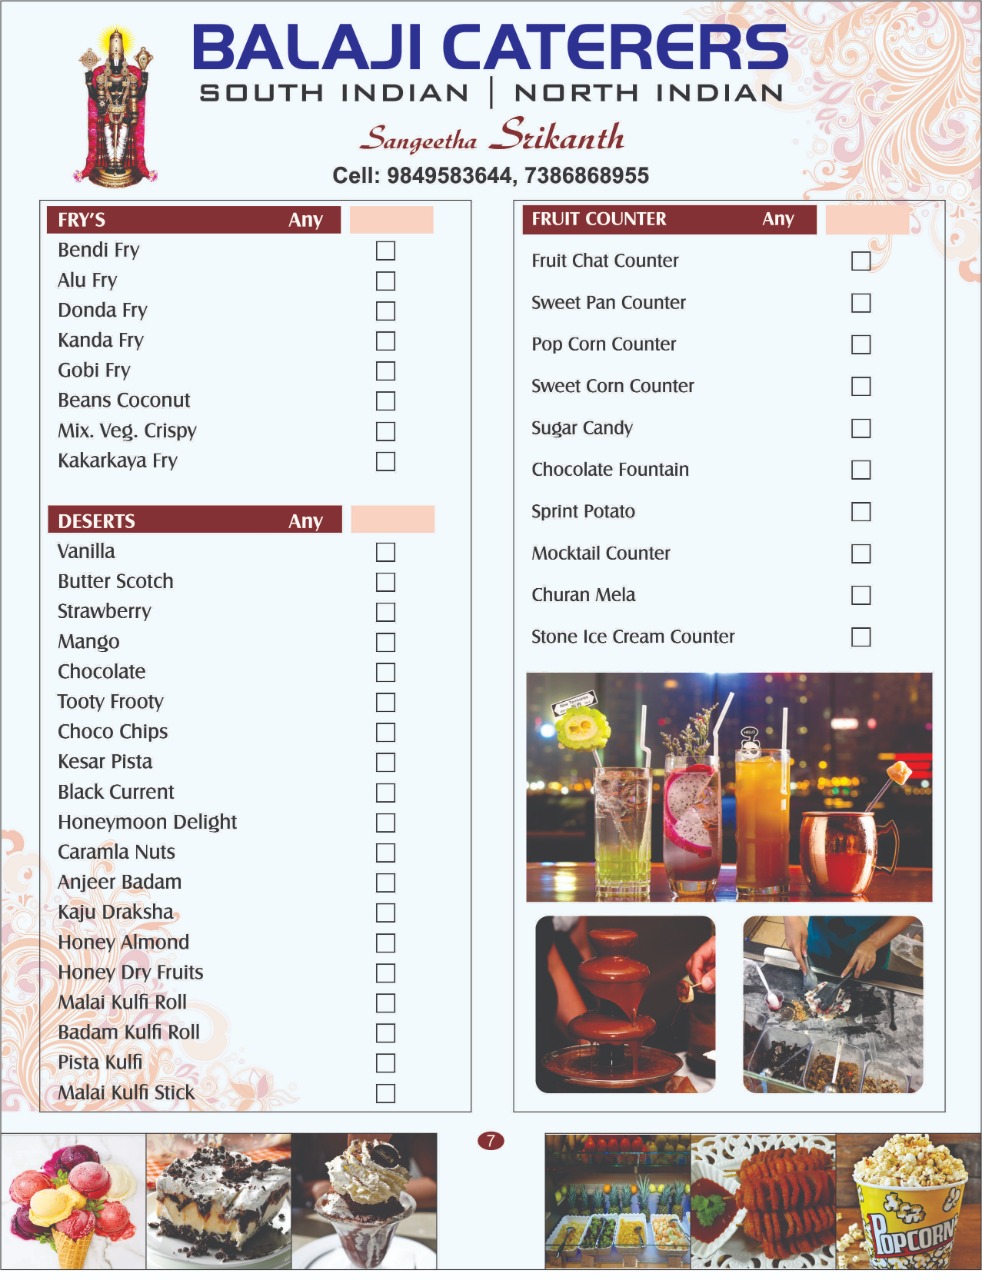 BALAJI CATERERS
SOUTH INDIAN | NORTH INDIAN
Sangeetha Srikanth
Cell: 9849583644, 7386868955
FRY'S Any
Bendi Fry
Alu Fry
Donda Fry
Kanda Fry
Gobi Fry
Beans Coconut
Mix. Veg. Crispy
Kakarkaya Fry
DESERTS Any
Vanilla
Butter Scotch
Strawberry
Mango
Chocolate
Tooty Frooty
Choco Chips
Kesar Pista
Black Current
Honeymoon Delight
Caramla Nuts
Anjeer Badam
Kaju Draksha
Honey Almond
Honey Dry Fruits
Malai Kulfi Roll
Badam Kulfi Roll
Pista Kulfi
Malai Kulfi Stick
FRUIT COUNTER Any
Fruit Chat Counter
Sweet Pan Counter
Pop Corn Counter
Sweet Corn Counter
Sugar Candy
Chocolate Fountain
Sprint Potato
Mocktail Counter
Churan Mela
Stone Ice Cream Counter
HELLO
7
POPCORN